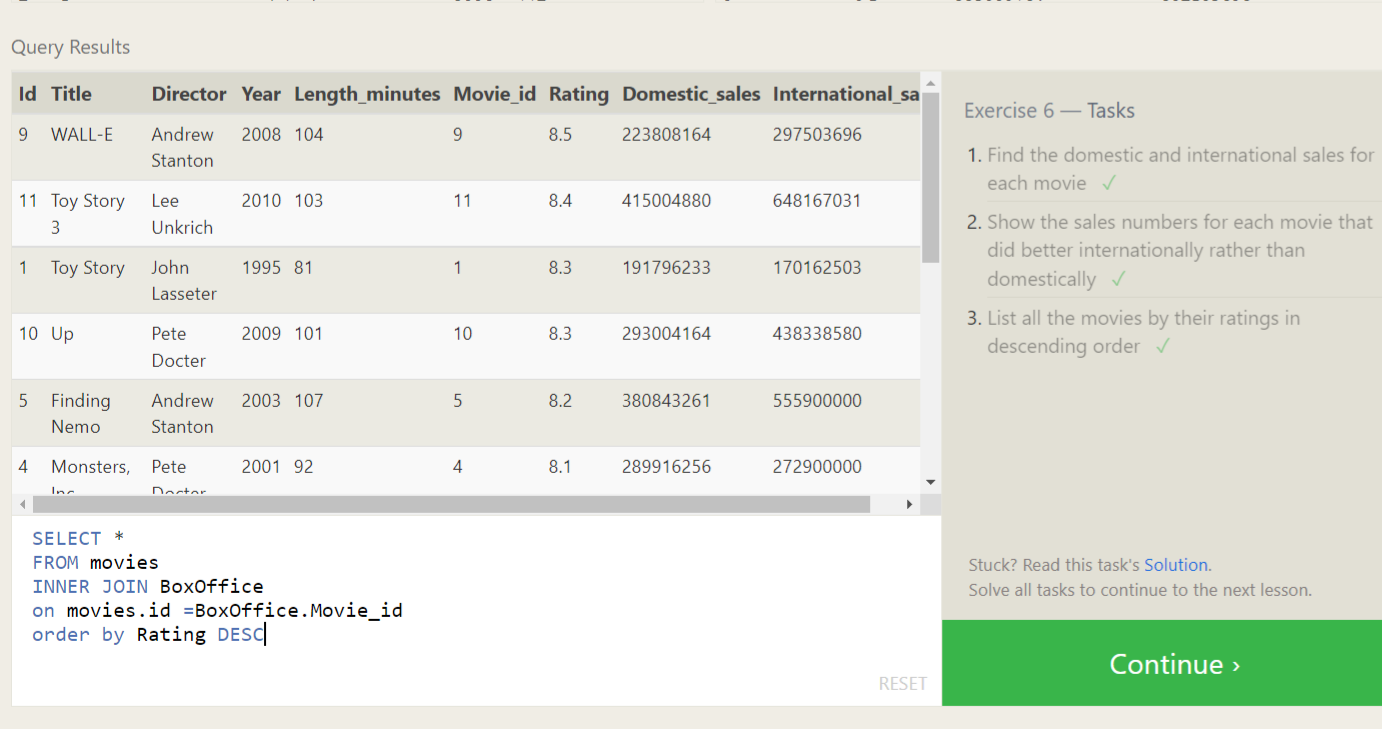 Query Results
Id Title Director Year Length_minutes Movie_id Rating Domestic_sales International_sa
9 WALL-E Andrew 2008 104 9 8.5 223808164 297503696
Stanton
11 Toy Story Lee 2010 103 11 8.4 415004880 648167031
3 Unkrich
1 Toy Story John 1995 81 1 8.3 191796233 170162503
Lasseter
10 Up Pete 2009 101 10 8.3 293004164 438338580
Docter
5 Finding Andrew 2003 107 5 8.2 380843261 555900000
Nemo Stanton
4 Monsters, Pete 2001 92 4 8.1 289916256 272900000
Inc Docter
SELECT *
FROM movies
INNER JOIN BoxOffice
on movies.id =BoxOffice.Movie_id
order by Rating DESC
RESET
Exercise 6 — Tasks
1. Find the domestic and international sales for
each movie ✓
2. Show the sales numbers for each movie that
did better internationally rather than
domestically ✓
3. List all the movies by their ratings in
descending order ✓
Stuck? Read this task's Solution.
Solve all tasks to continue to the next lesson.
Continue ›